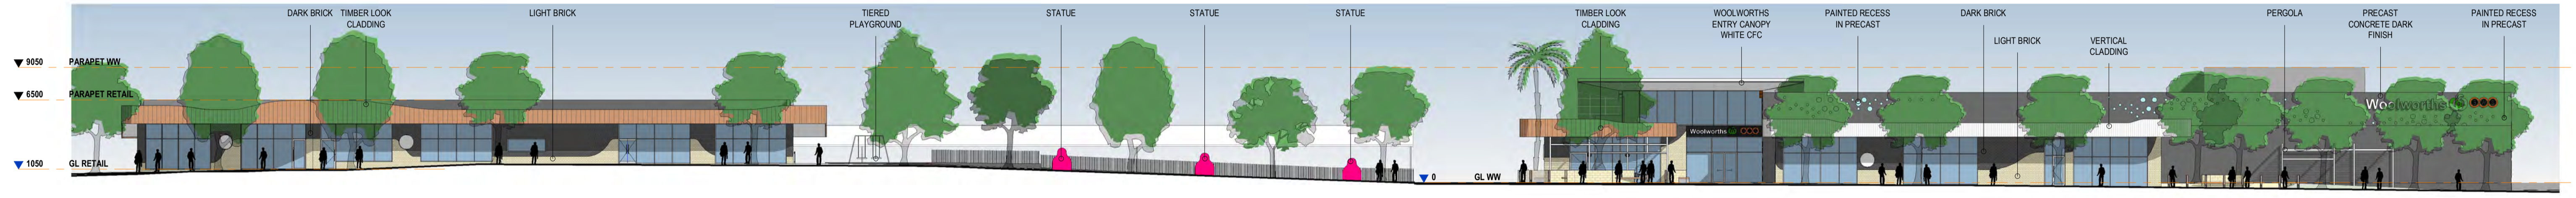 DARK BRICK
TIMBER LOOK
CLADDING
LIGHT BRICK
TIERED
PLAYGROUND
STATUE
STATUE
STATUE
TIMBER LOOK
CLADDING
WOOLWORTHS
ENTRY CANOPY
WHITE CFC
PAINTED RECESS
IN PRECAST
DARK BRICK
LIGHT BRICK
VERTICAL
CLADDING
PERGOLA
PRECAST
CONCRETE DARK
FINISH
PAINTED RECESS
IN PRECAST
9050 PARAPET WW
6500 PARAPET RETAIL
1050 GL RETAIL
0 GL WW
Woolworths
Woolworths